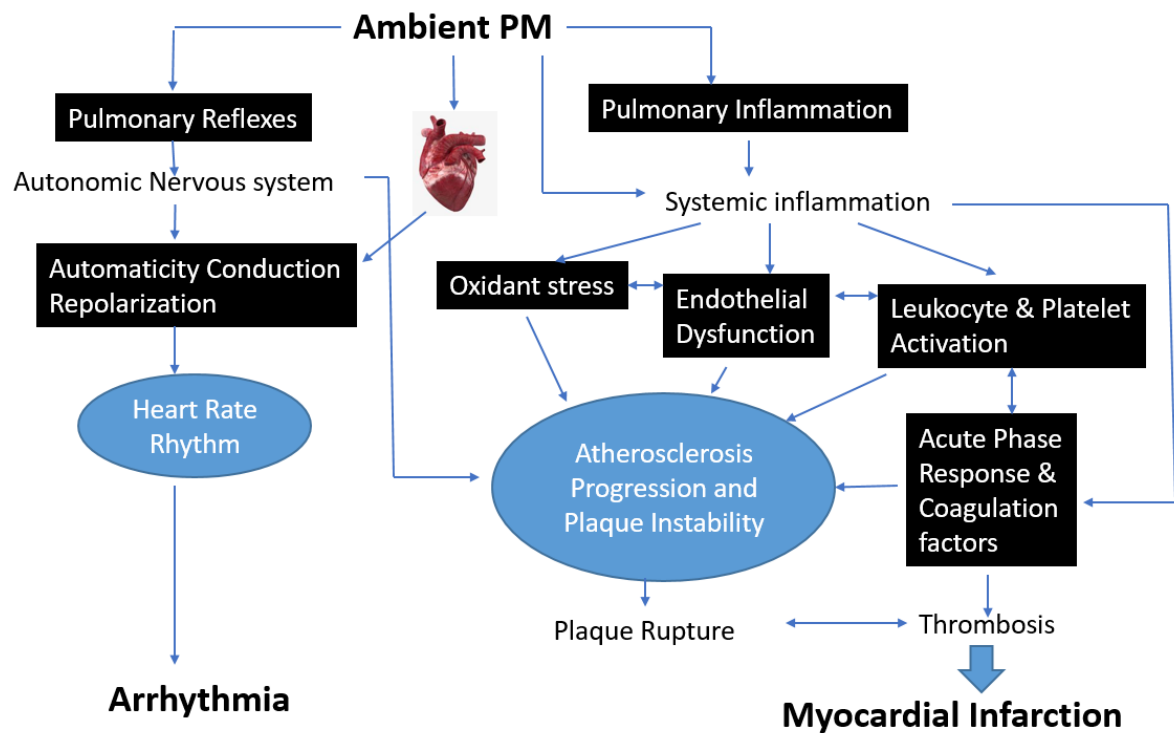 Ambient PM
Pulmonary Reflexes
Pulmonary Inflammation
Autonomic Nervous system
Systemic inflammation
Automaticity Conduction
Repolarization
Oxidant stress
Endothelial
Dysfunction
Leukocyte & Platelet
Activation
Heart Rate
Rhythm
Atherosclerosis
Progression and
Plaque Instability
Acute Phase
Response &
Coagulation
factors
Plaque Rupture
Thrombosis
Arrhythmia
Myocardial Infarction